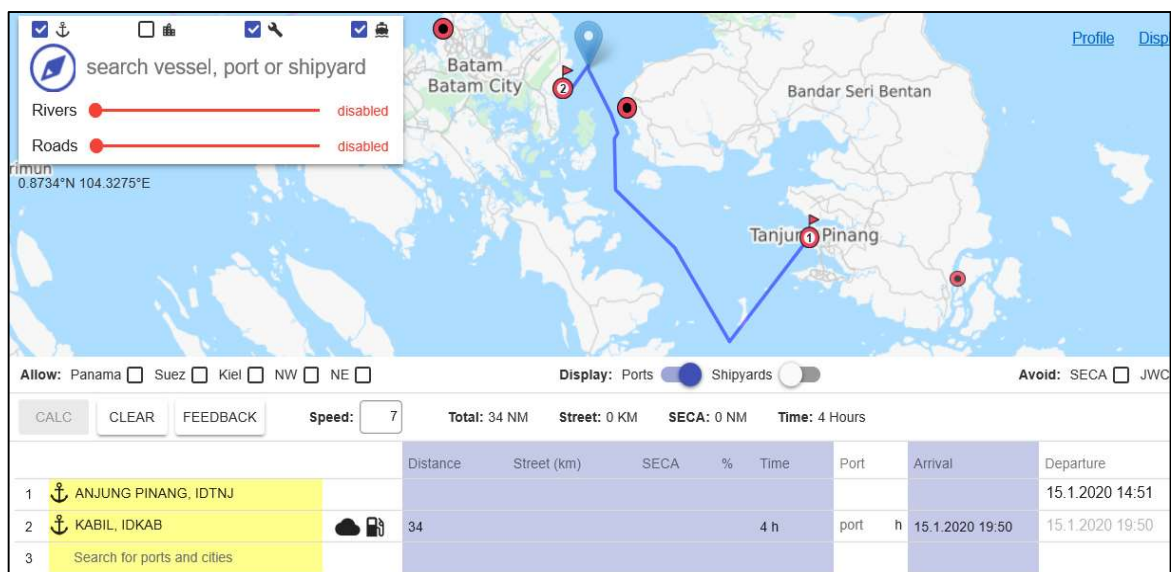 search vessel, port or shipyard
Rivers disabled
Roads disabled
rimun
0.8734°N 104.3275°E
Batam
Batam City
2
Bandar Seri Bentan
Tanjung Pinang
1
Profile Displ
Allow: Panama Suez Kiel NW NE Display: Ports Shipyards Avoid: SECA JWC
CALC CLEAR FEEDBACK Speed: 7 Total: 34 NM Street: 0 KM SECA: 0 NM Time: 4 Hours
Distance Street (km) SECA % Time Port Arrival Departure
1 ANJUNG PINANG, IDTNJ 15.1.2020 14:51
2 KABIL, IDKAB 34 4 h port h 15.1.2020 19:50 15.1.2020 19:50
3 Search for ports and cities